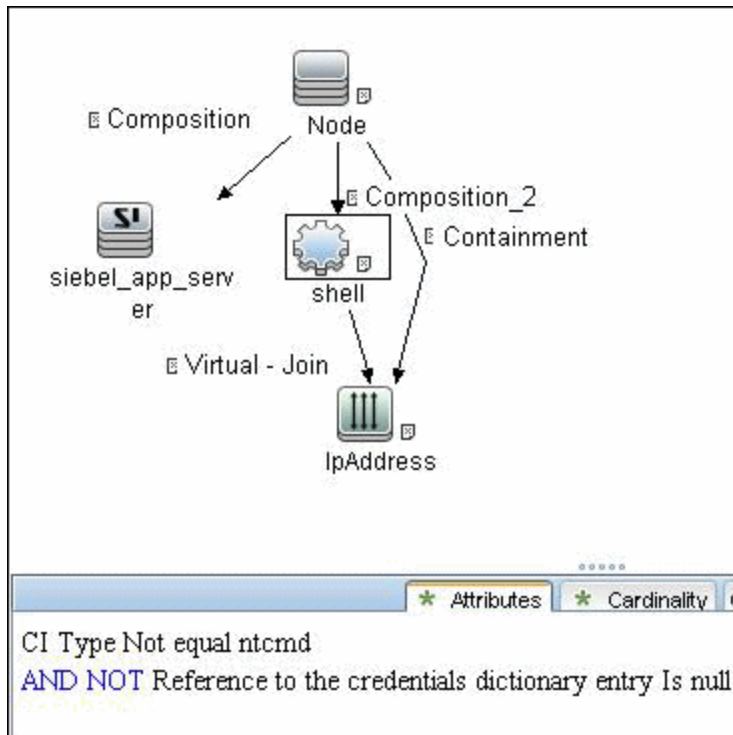 Composition
Node
Composition_2
Containment
SI
siebel_app_serv
er
shell
Virtual - Join
IpAddress
Attributes
Cardinality
CI Type Not equal ntcmd
AND NOT Reference to the credentials dictionary entry Is null